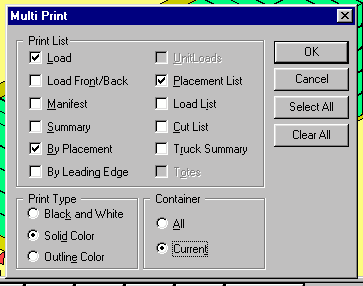 Multi Print
Print List
Load
UnitLoads
OK
Load Front/Back
Placement List
Cancel
Manifest
Load List
Select All
Summary
Cut List
Clear All
By Placement
Truck Summary
By Leading Edge
Totes
Print Type
Container
Black and White
All
Solid Color
Current
Outline Color